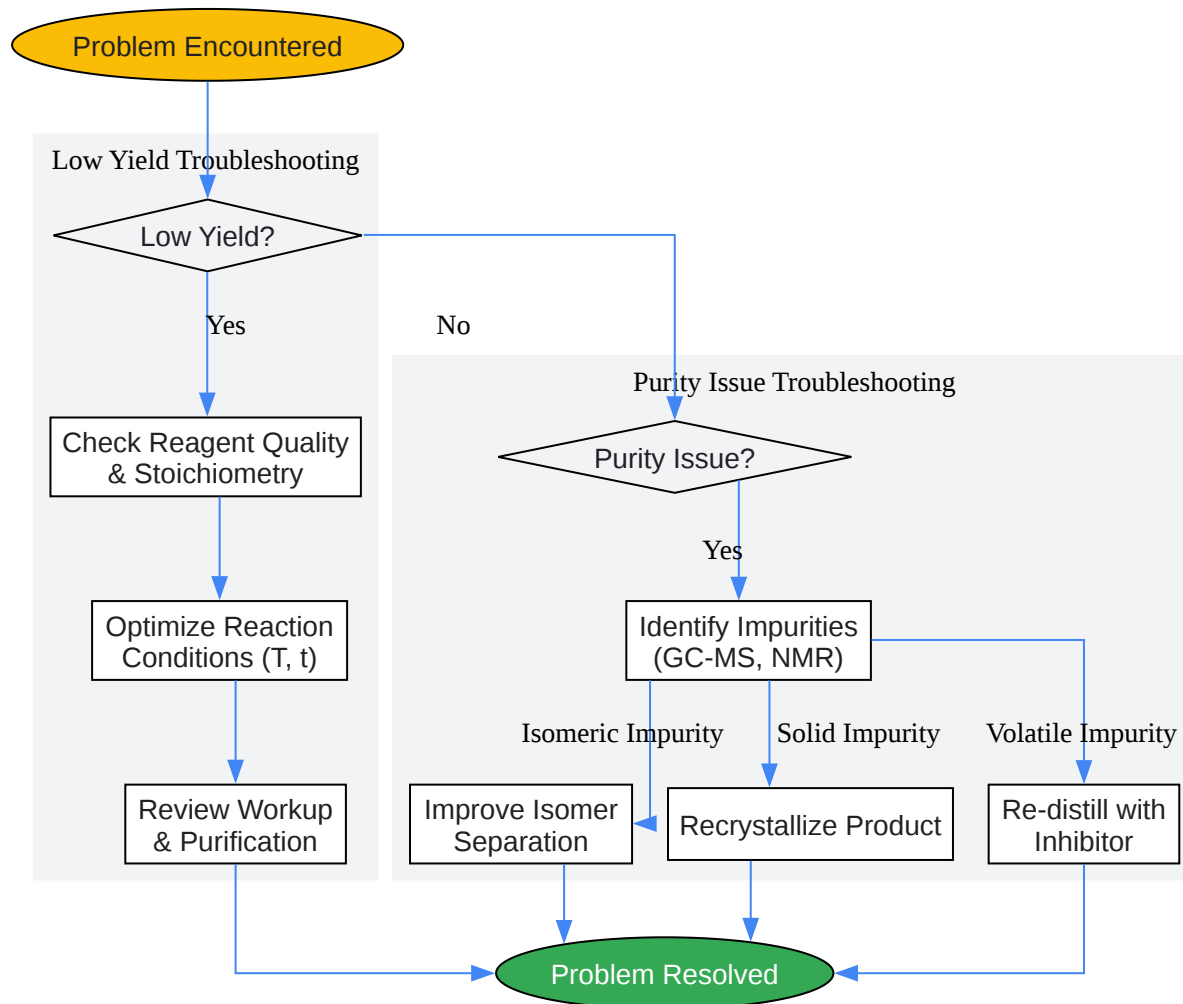 Problem Encountered
Low Yield Troubleshooting
Low Yield?
Yes
No
Purity Issue Troubleshooting
Check Reagent Quality
& Stoichiometry
Purity Issue?
Yes
Optimize Reaction
Conditions (T, t)
Identify Impurities
(GC-MS, NMR)
Isomeric Impurity
Solid Impurity
Volatile Impurity
Review Workup
& Purification
Improve Isomer
Separation
Recrystallize Product
Re-distill with
Inhibitor
Problem Resolved